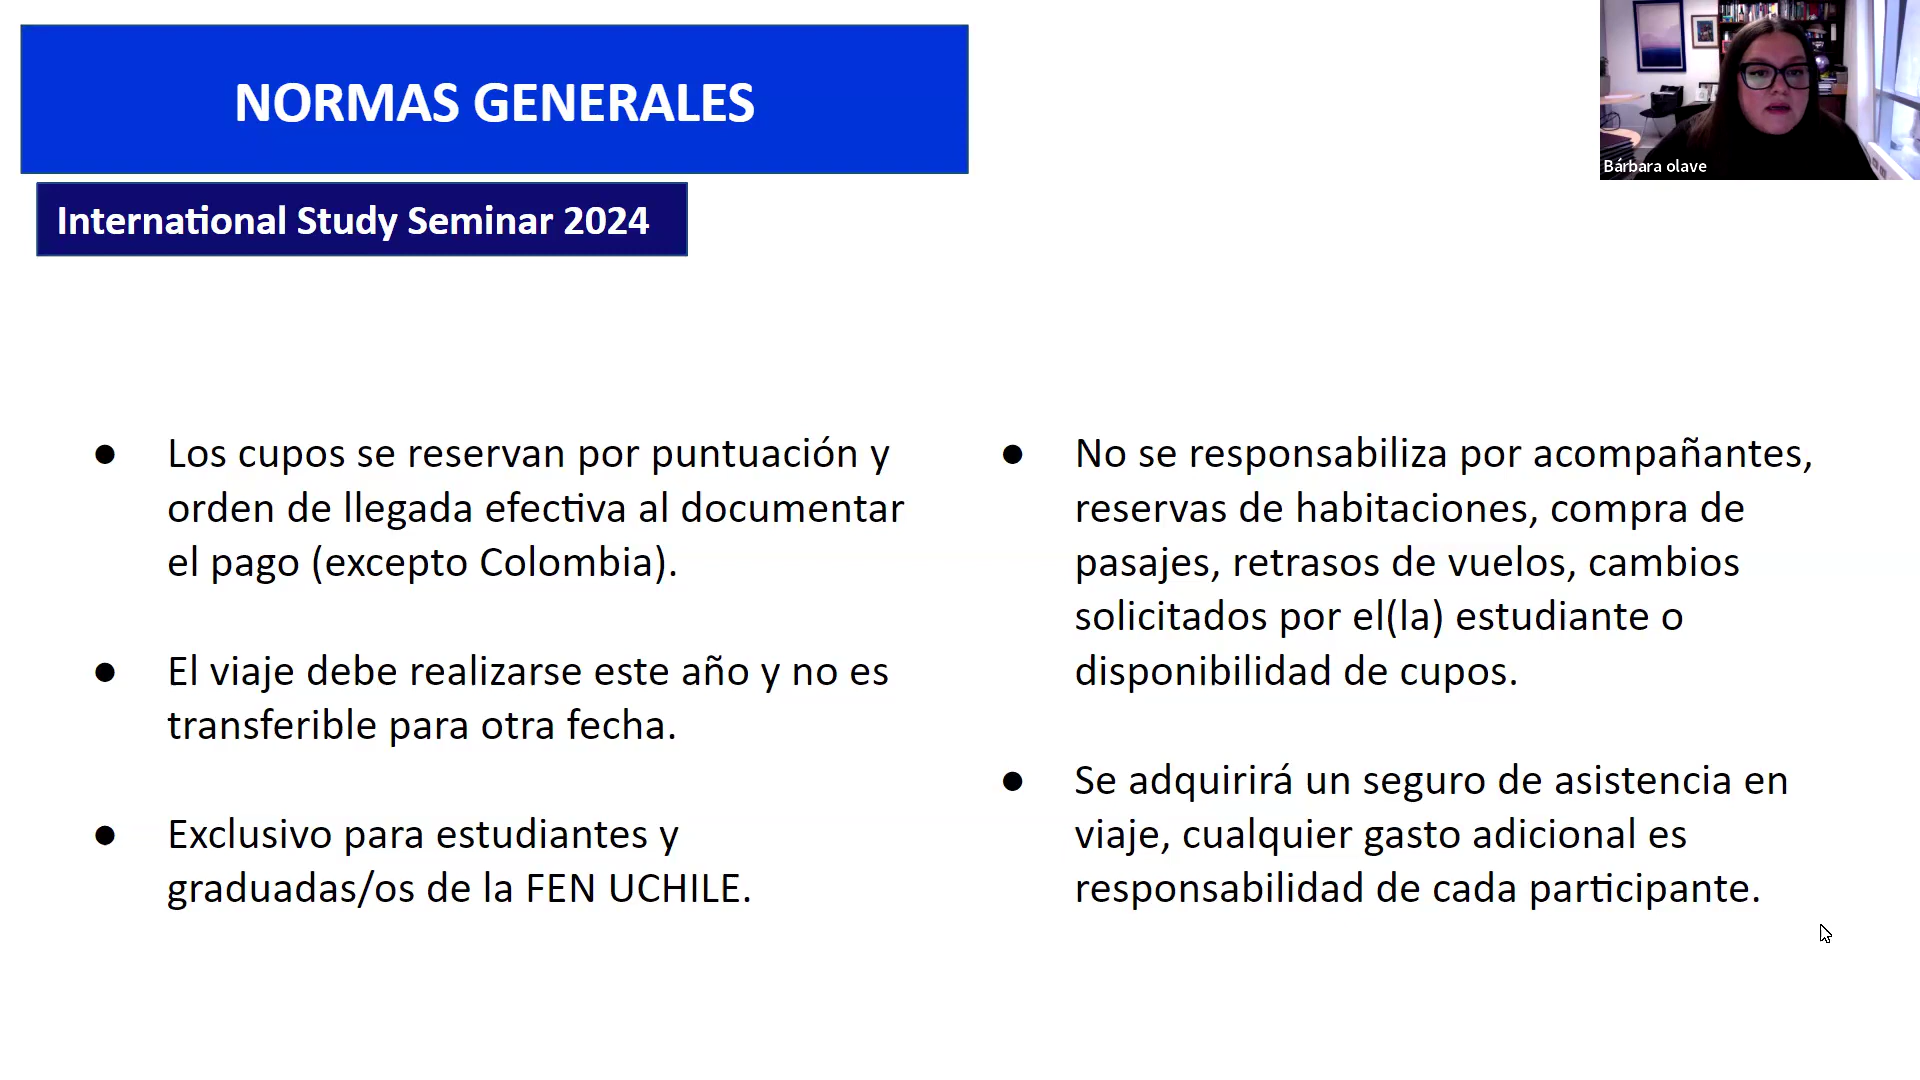 NORMAS GENERALES
International Study Seminar 2024
Bárbara olave
● Los cupos se reservan por puntuación y
orden de llegada efectiva al documentar
el pago (excepto Colombia).
● El viaje debe realizarse este año y no es
transferible para otra fecha.
● Exclusivo para estudiantes y
graduadas/os de la FEN UCHILE.
● No se responsabiliza por acompañantes,
reservas de habitaciones, compra de
pasajes, retrasos de vuelos, cambios
solicitados por el(la) estudiante o
disponibilidad de cupos.
● Se adquirirá un seguro de asistencia en
viaje, cualquier gasto adicional es
responsabilidad de cada participante.